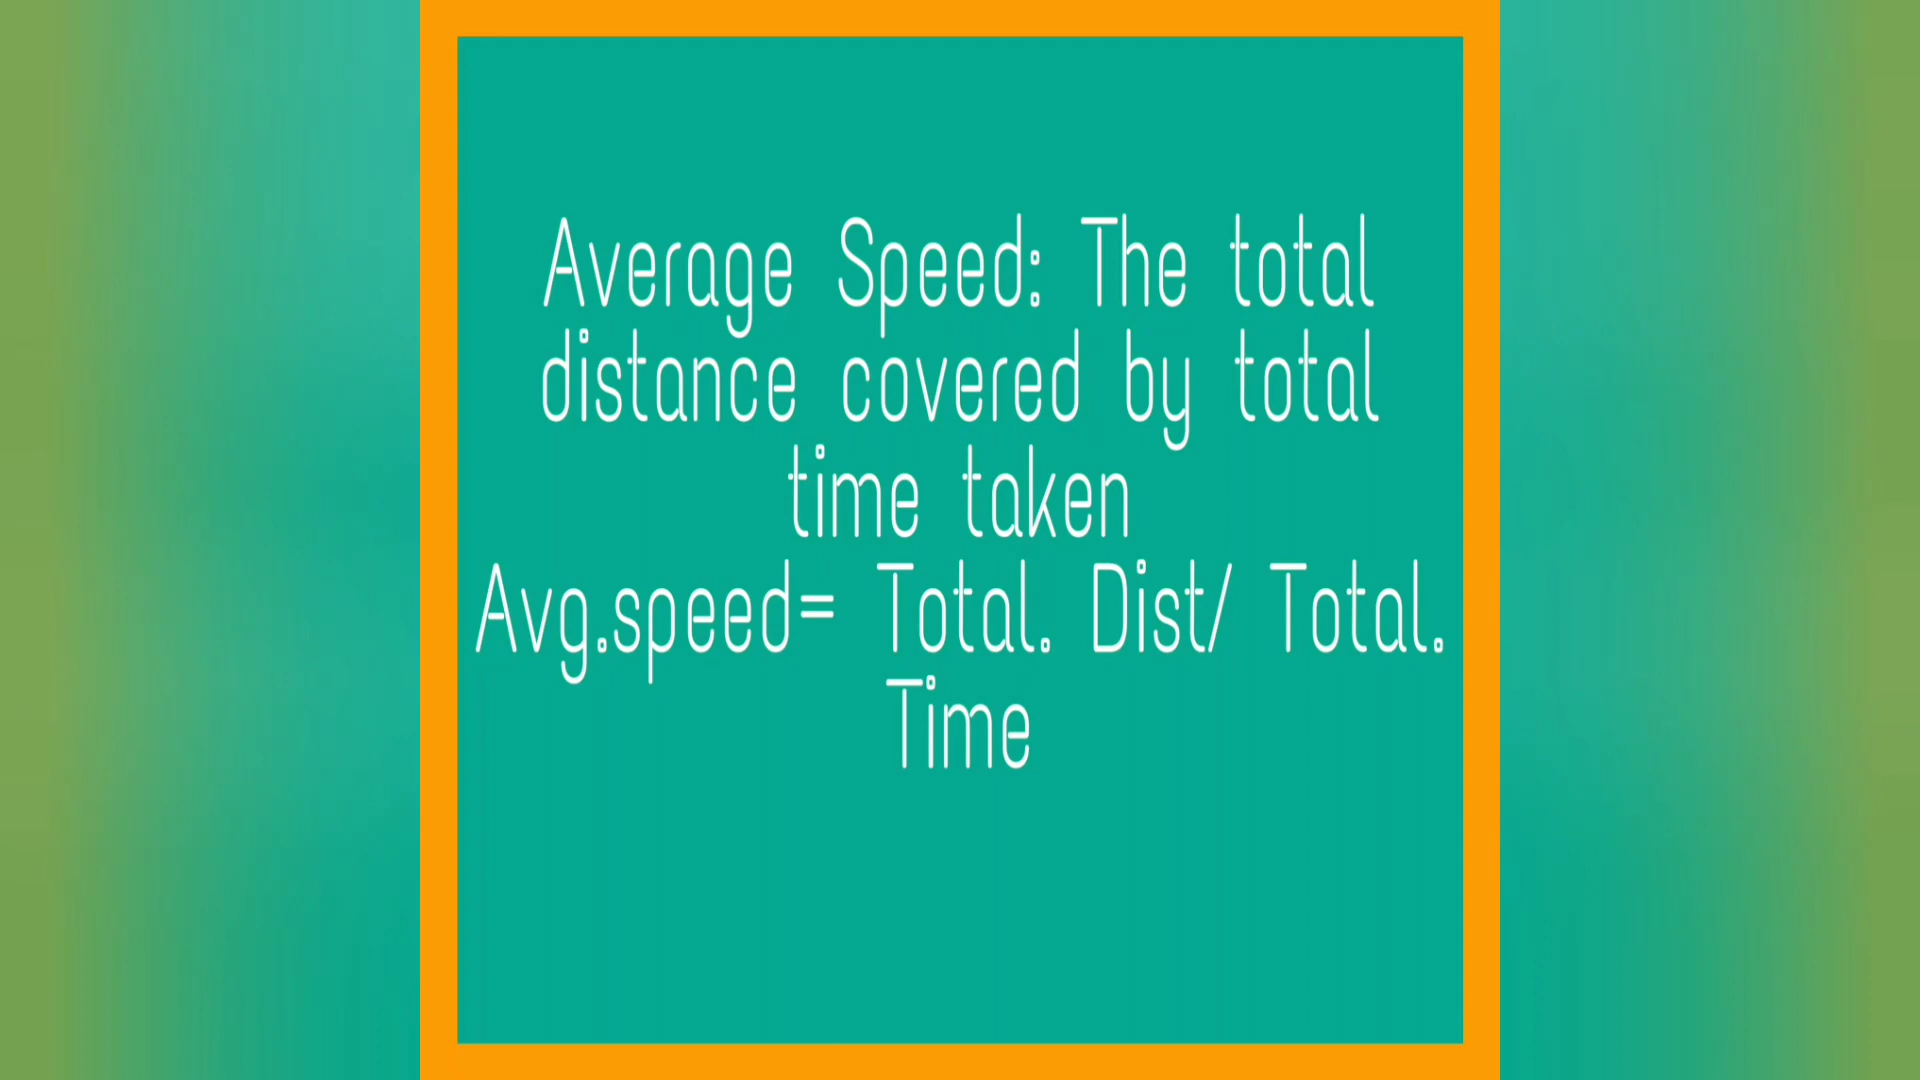 Average Speed: The total
distance covered by total
time taken
Avg.speed= Total. Dist/ Total.
Time